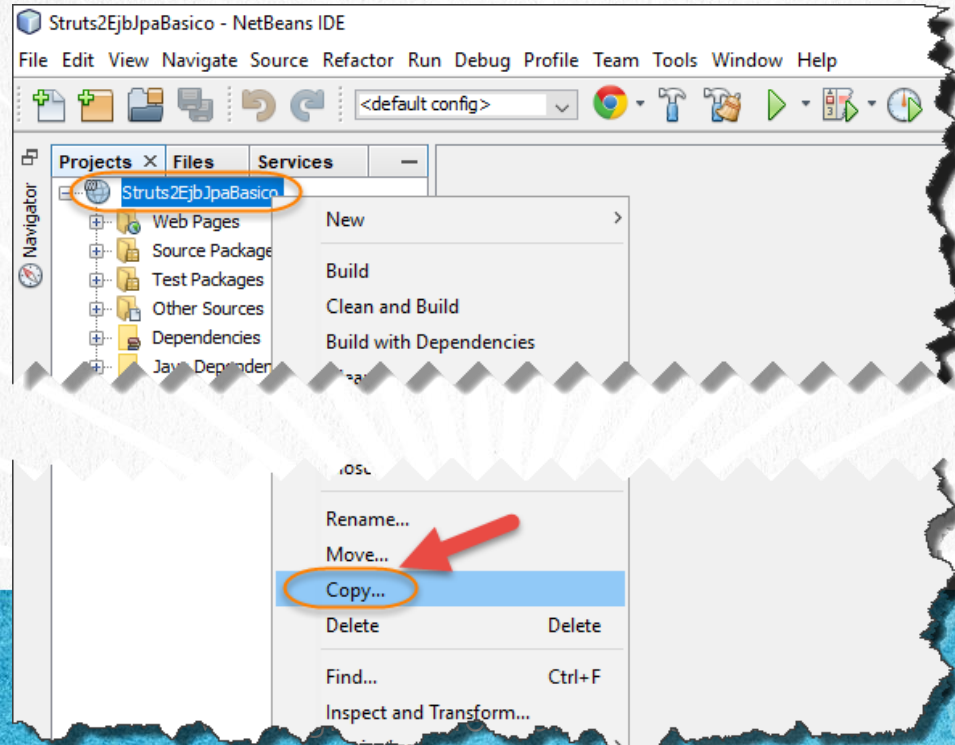 Struts2EjbJpaBasico - NetBeans IDE
File Edit View Navigate Source Refactor Run Debug Profile Team Tools Window Help
<default config>
Projects Files Services
Navigator
Struts2EjbJpaBasico
Web Pages
Source Package
Test Packages
Other Sources
Dependencies
Java Dependen
New
Build
Clean and Build
Build with Dependencies
Rename...
Move...
Copy...
Delete Delete
Find... Ctrl+F
Inspect and Transform...